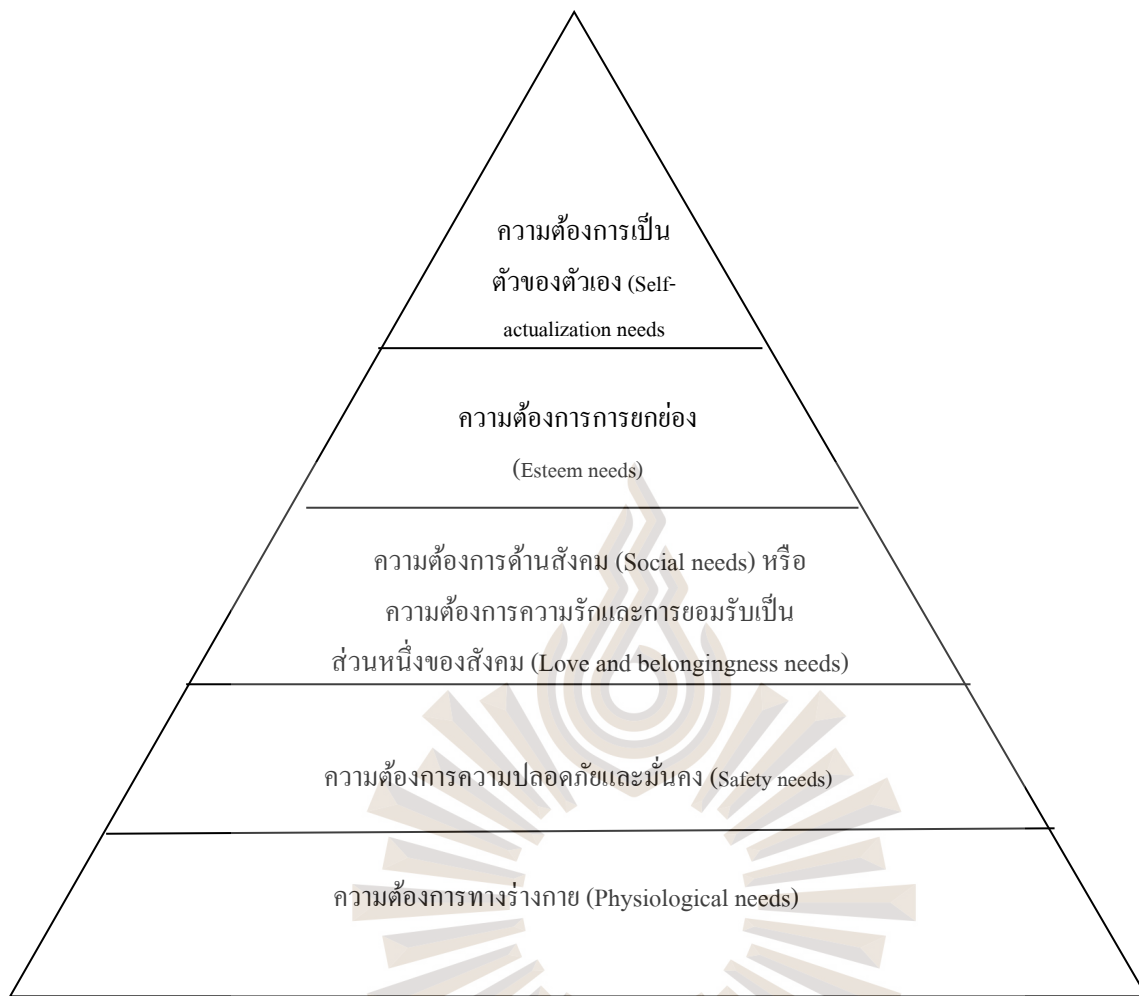 ความต้องการเป็น
ตัวของตัวเอง (Self-
actualization needs
ความต้องการการยกย่อง
(Esteem needs)
ความต้องการด้านสังคม (Social needs) หรือ
ความต้องการความรักและการยอมรับเป็น
ส่วนหนึ่งของสังคม (Love and belongingness needs)
ความต้องการความปลอดภัยและมั่นคง (Safety needs)
ความต้องการทางร่างกาย (Physiological needs)